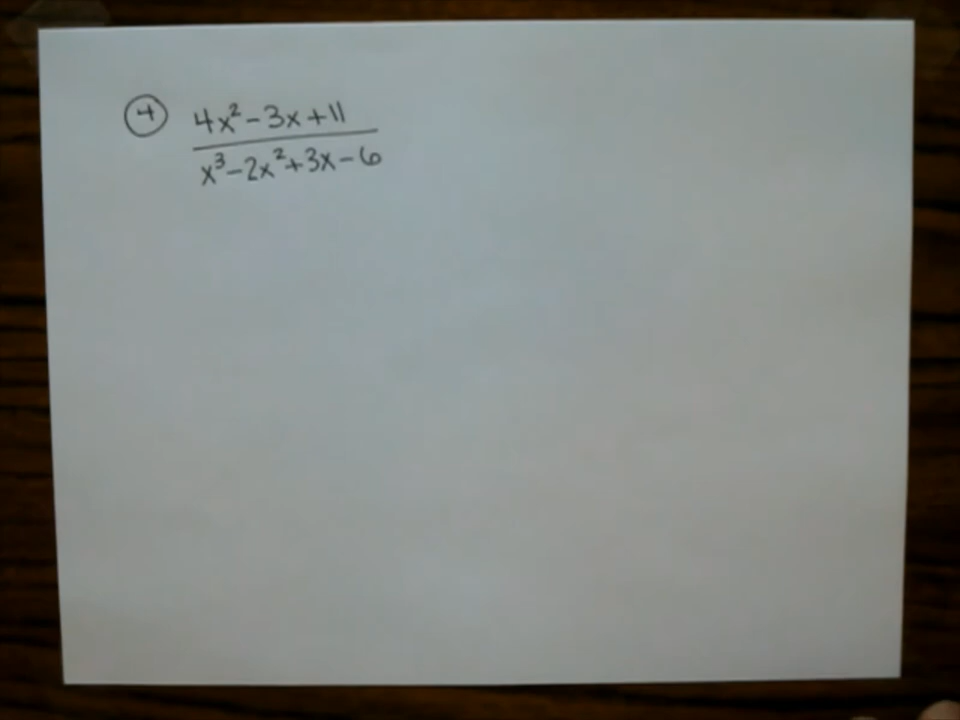 ④ 4x² - 3x + 11
x³ - 2x² + 3x - 6